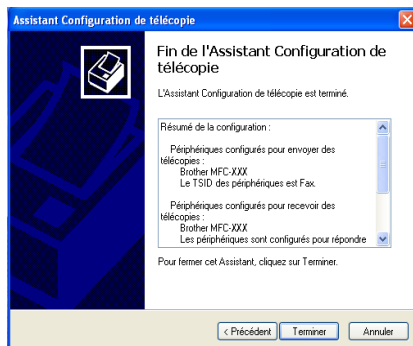 Assistant Configuration de télécopie
Fin de l'Assistant Configuration de
télécopie
L'Assistant Configuration de télécopie est terminé.
Résumé de la configuration :
Périphériques configurés pour envoyer des
télécopies :
Brother MFC-XXX
Le TSID des périphériques est Fax.
Périphériques configurés pour recevoir des
télécopies :
Brother MFC-XXX
Les périphériques sont configurés pour répondre
Pour fermer cet Assistant, cliquez sur Terminer.
< Précédent Terminer Annuler